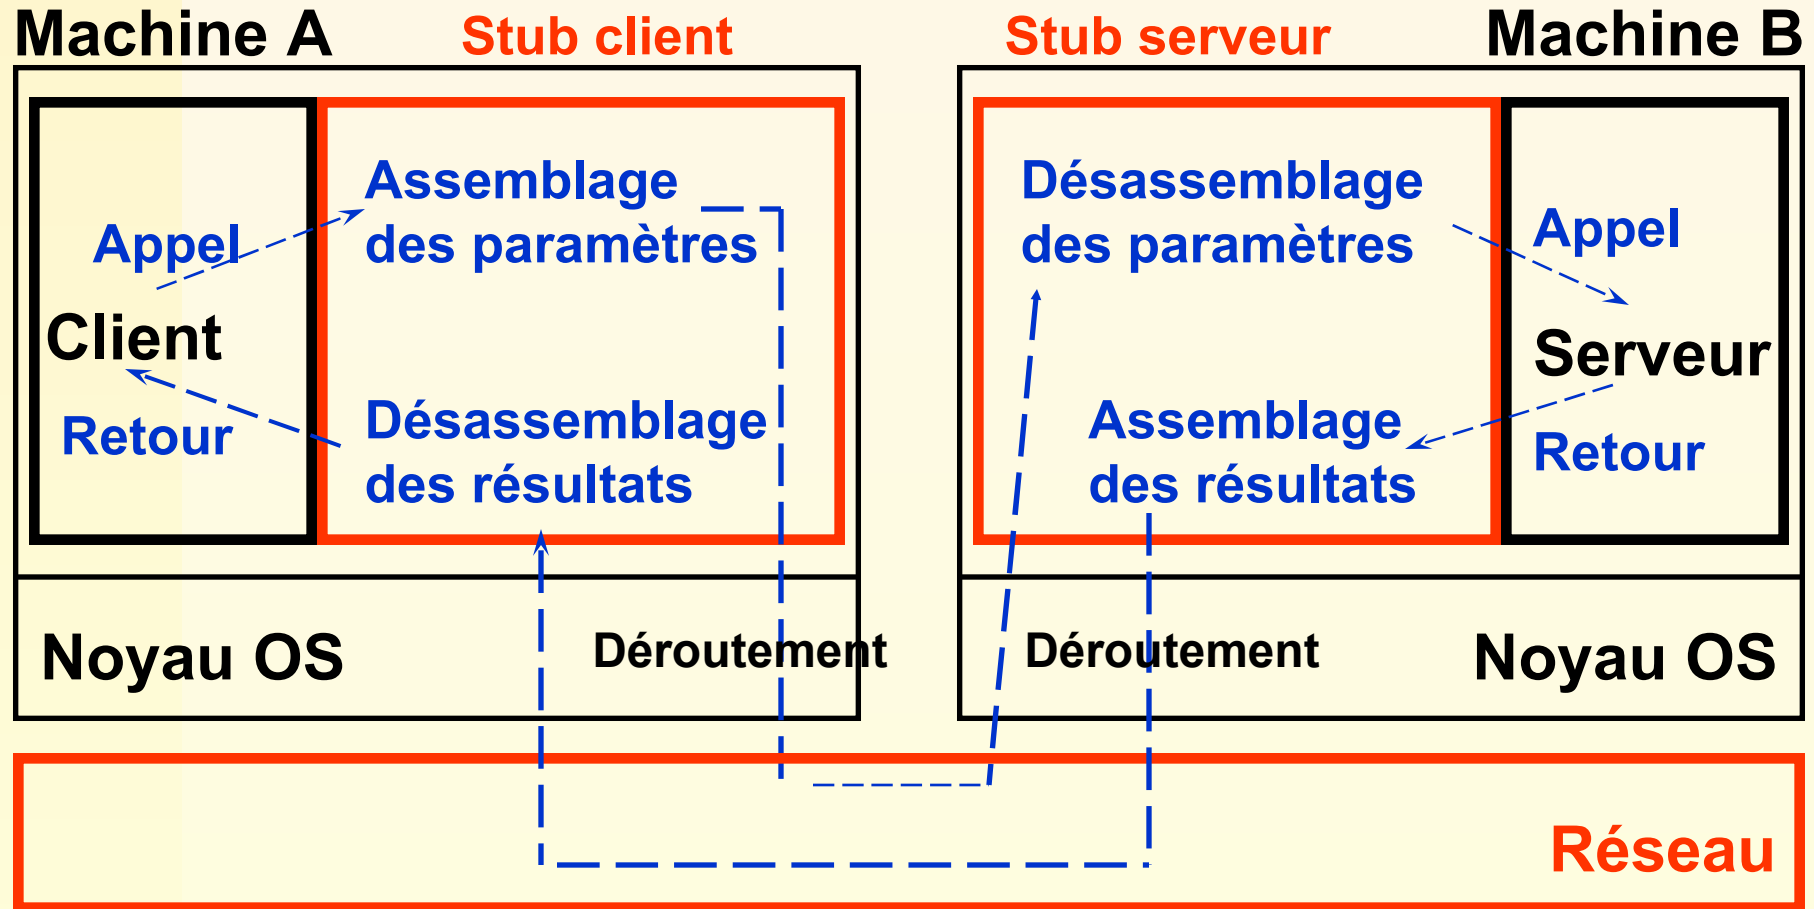 Machine A
Stub client
Stub serveur
Machine B
Appel
Client
Retour
Assemblage
des paramètres
Désassemblage
des résultats
Désassemblage
des paramètres
Assemblage
des résultats
Appel
Serveur
Retour
Noyau OS
Déroutement
Déroutement
Noyau OS
Réseau